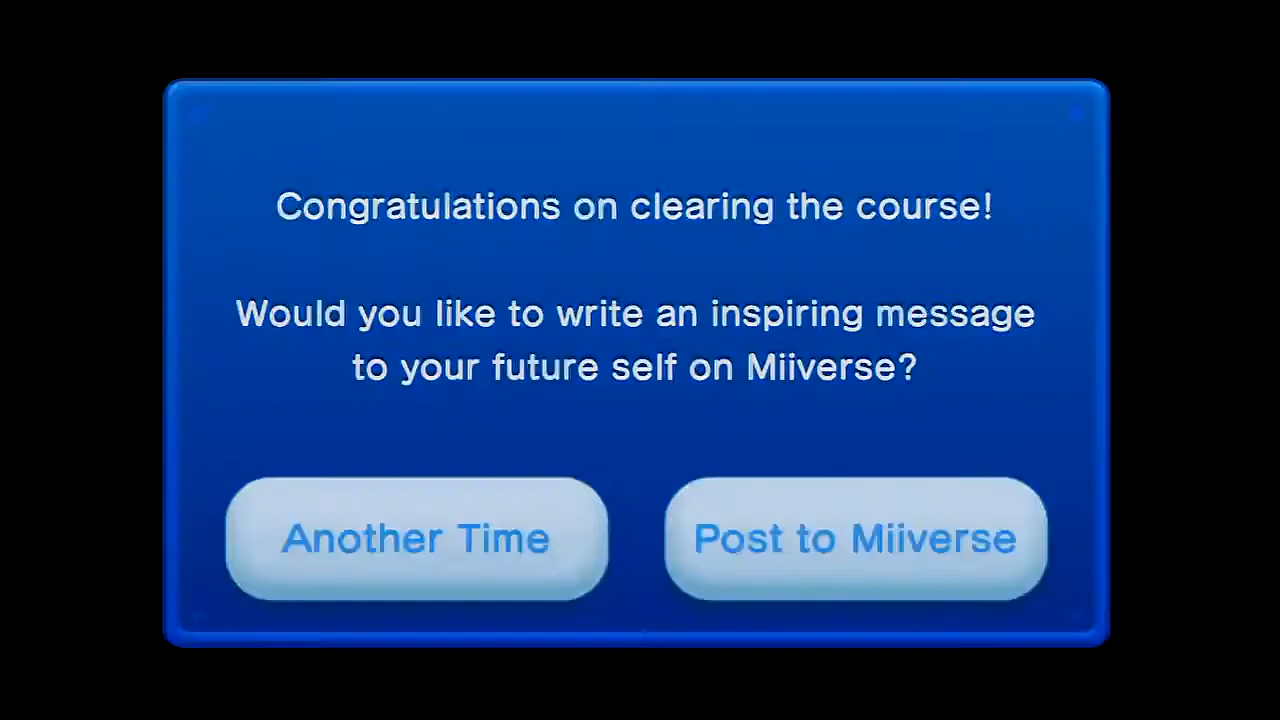 Congratulations on clearing the course!
Would you like to write an inspiring message
to your future self on Miiverse?
Another Time
Post to Miiverse